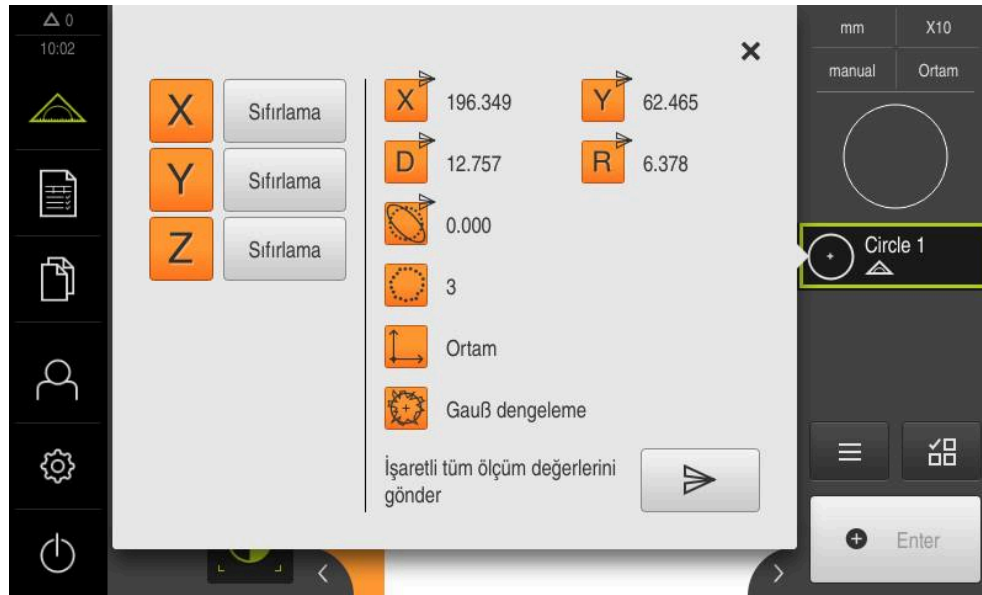 0
10:02
X Sıfırlama
Y Sıfırlama
Z Sıfırlama
X 196.349 Y 62.465
D 12.757 R 6.378
0.000
3
Ortam
Gauß dengeleme
İşaretli tüm ölçüm değerlerini
gönder
mm X10
manual Ortam
Circle 1
Enter